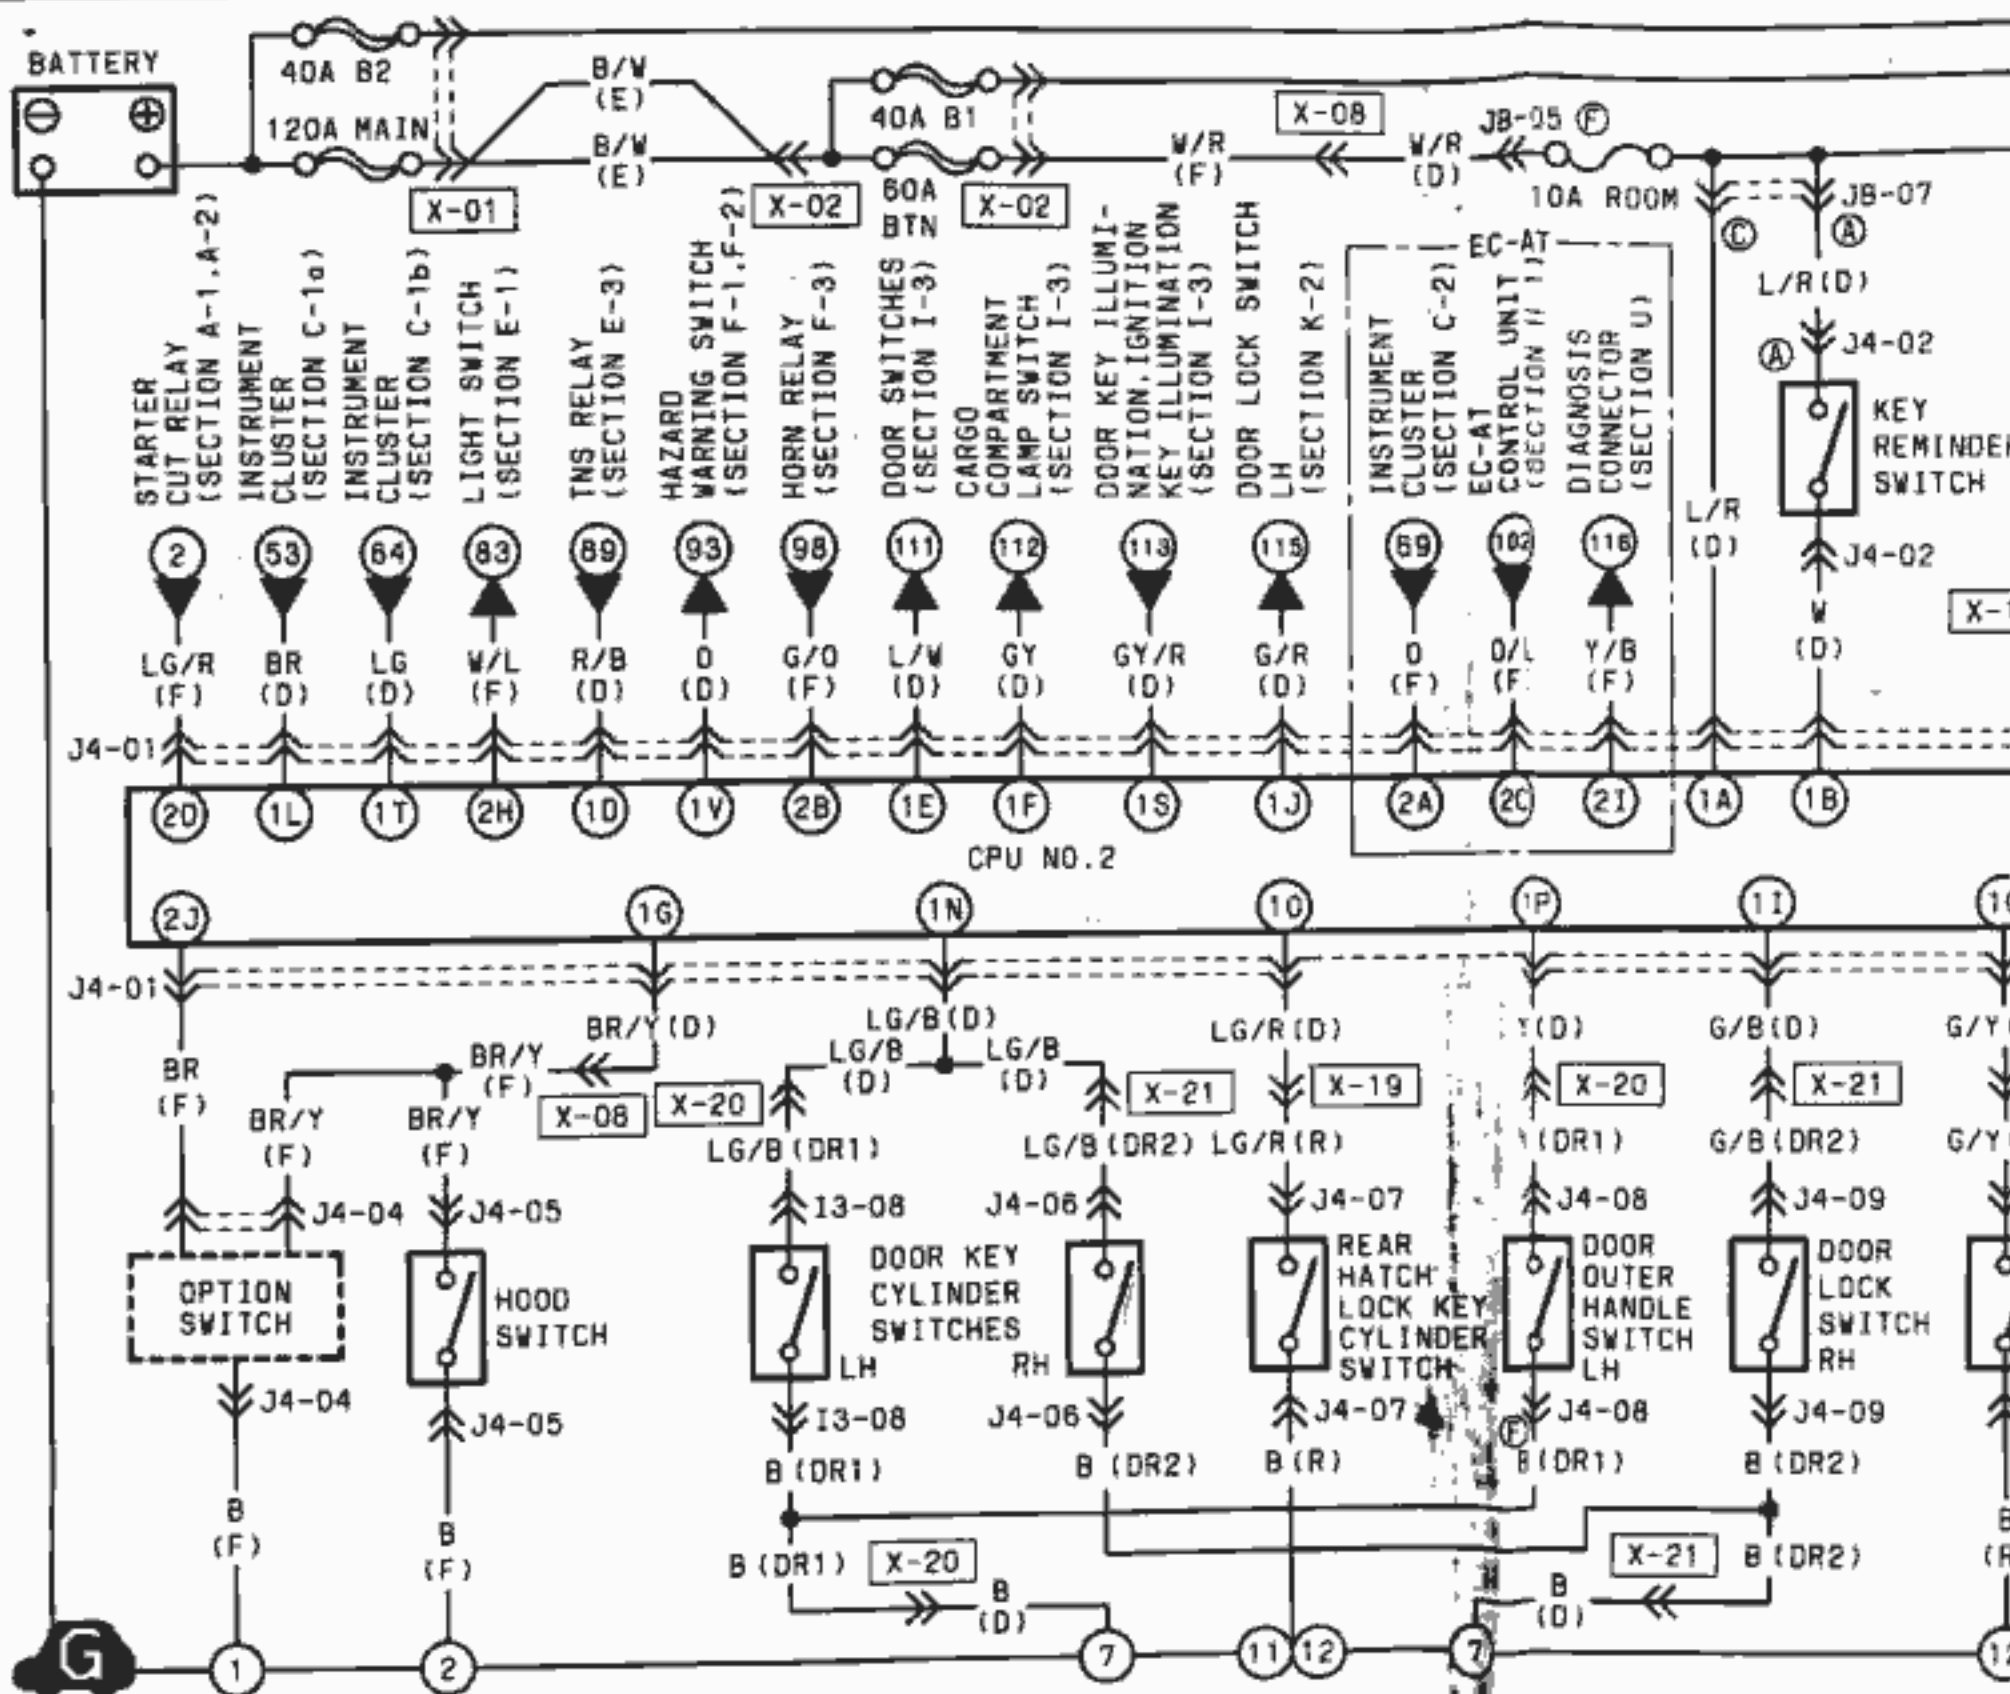 BATTERY
40A B2
120A MAIN
X-01
B/W
(E)
B/W
(E)
X-02
40A B1
60A
BTN
X-02
W/R
(F)
X-08
W/R
(D)
JB-05 F
10A ROOM
JB-07
C
A
L/R(D)
J4-02
A
KEY
REMINDER
SWITCH
J4-02
W
(D)
L/R
(D)
EC-AT
STARTER
CUT RELAY
(SECTION A-1,A-2)
INSTRUMENT
CLUSTER
(SECTION C-1a)
INSTRUMENT
CLUSTER
(SECTION C-1b)
LIGHT SWITCH
(SECTION E-1)
TNS RELAY
(SECTION E-3)
HAZARD
WARNING SWITCH
(SECTION F-1,F-2)
HORN RELAY
(SECTION F-3)
DOOR SWITCHES
(SECTION I-3)
CARGO
COMPARTMENT
LAMP SWITCH
(SECTION I-3)
DOOR KEY ILLUMI-
NATION,IGNITION
KEY ILLUMINATION
(SECTION I-3)
DOOR LOCK SWITCH
LH
(SECTION K-2)
INSTRUMENT
CLUSTER
(SECTION C-2)
EC-AT
CONTROL UNIT
(SECTION
DIAGNOSIS
CONNECTOR
(SECTION U)
2 53 64 83 89 93 98 111 112 113 115 69 102 116
LG/R BR LG W/L R/B O G/O L/W GY GY/R G/R O O/L Y/B
(F) (D) (D) (F) (D) (D) (F) (D) (D) (D) (D) (F) (F (F)
J4-01
2D 1L 1T 2H 1D 1V 2B 1E 1F 1S 1J 2A 2C 2I 1A 1B
CPU NO.2
2J 1G 1N 1O 1P 1I
J4-01
BR/Y(D)
LG/B(D)
LG/R(D)
Y(D)
G/B(D)
G/Y
BR
(F)
BR/Y
(F)
X-08
X-20
LG/B
(D)
LG/B
(D)
X-21
X-19
X-20
X-21
BR/Y
(F)
BR/Y
(F)
LG/B(DR1)
LG/B(DR2)
LG/R(R)
(DR1)
G/B(DR2)
G/Y
J4-04
J4-05
I3-08
J4-06
J4-07
J4-08
J4-09
OPTION
SWITCH
HOOD
SWITCH
DOOR KEY
CYLINDER
SWITCHES
LH
RH
REAR
HATCH
LOCK KEY
CYLINDER
SWITCH
DOOR
OUTER
HANDLE
SWITCH
LH
DOOR
LOCK
SWITCH
RH
J4-04
J4-05
I3-08
J4-06
J4-07
J4-08
J4-09
F
B(DR1)
B(DR2)
B(R)
B(DR1)
B(DR2)
B
(F)
B
(F)
B(DR1)
X-20
B
(D)
B
(D)
X-21
B(DR2)
G 1 2 7 11 12 7